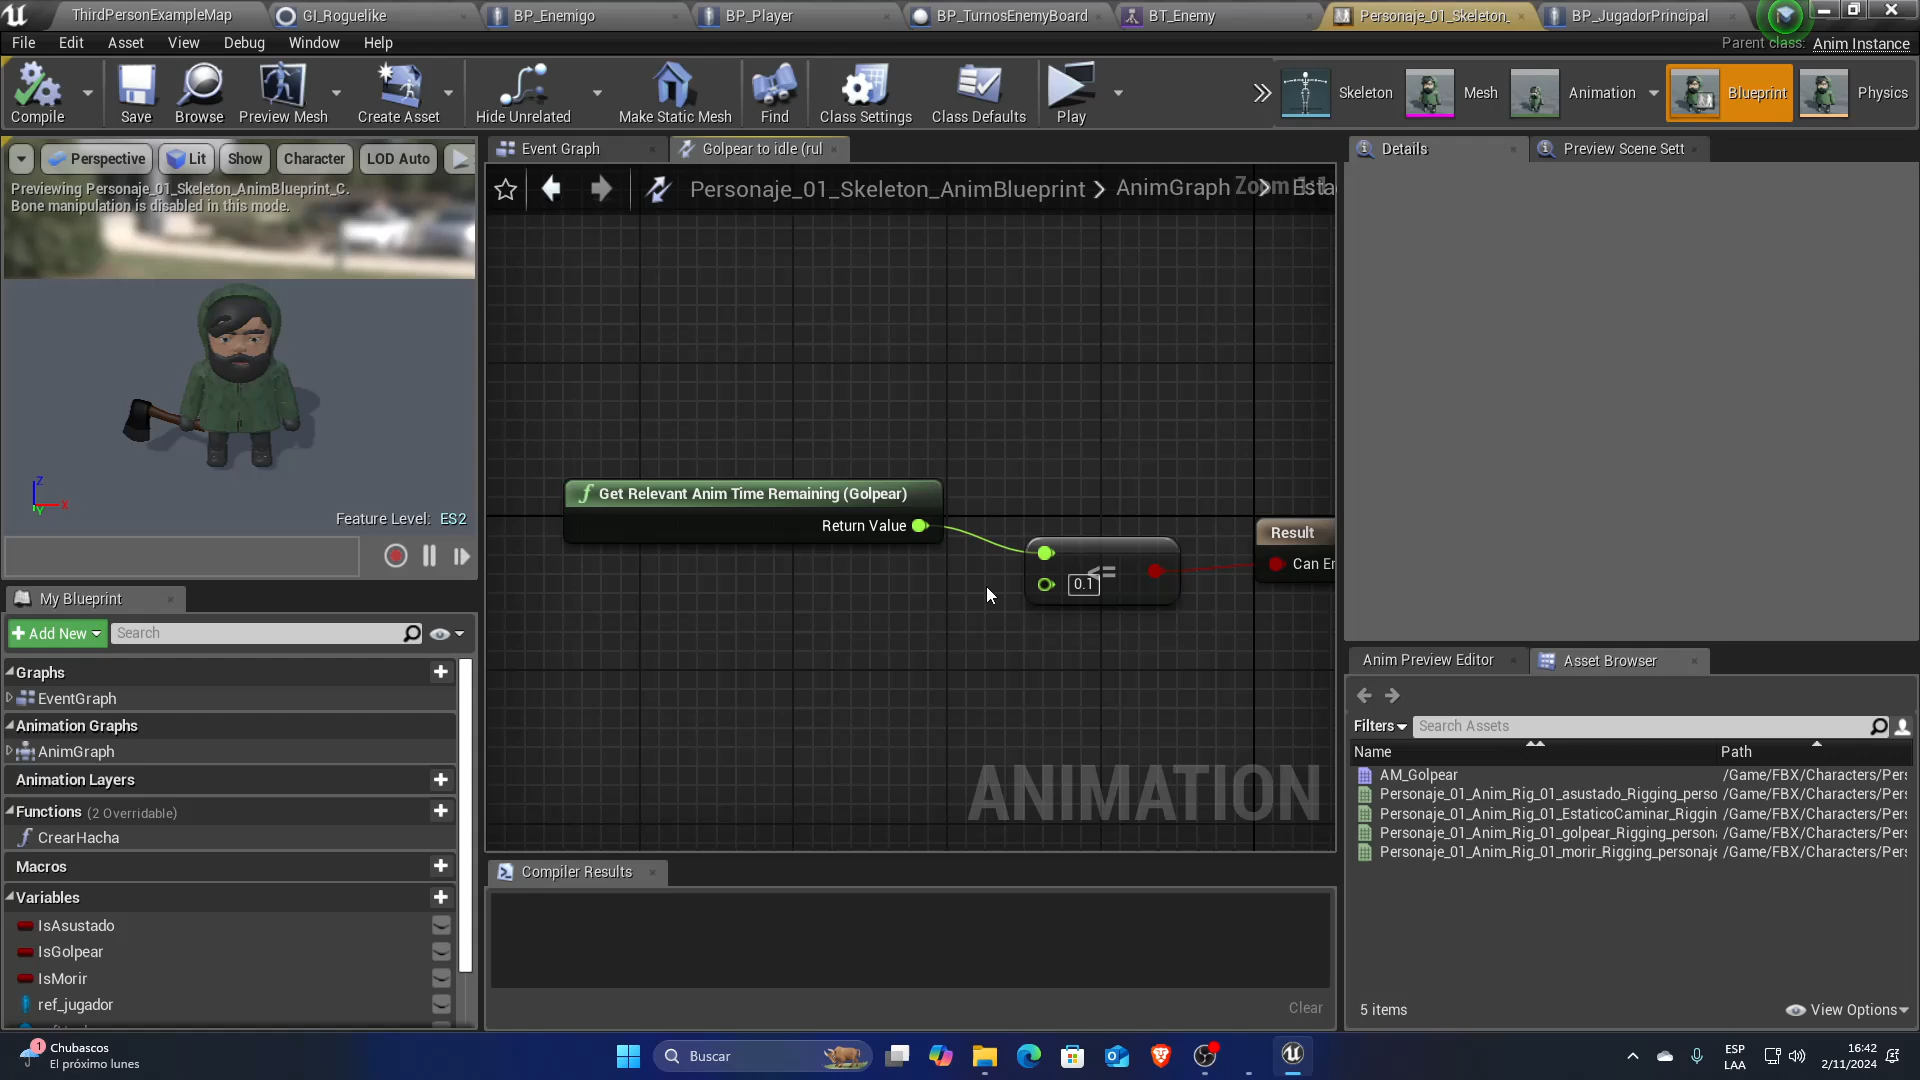 ThirdPersonExampleMap
GI_Roguelike
BP_Enemigo
BP_Player
BP_TurnosEnemyBoard
BT_Enemy
Personaje_01_Skeleton_
BP_JugadorPrincipal
File Edit Asset View Debug Window Help
Parent class: Anim Instance
Compile
Save
Browse
Preview Mesh
Create Asset
Hide Unrelated
Make Static Mesh
Find
Class Settings
Class Defaults
Play
Skeleton
Mesh
Animation
Blueprint
Physics
Perspective
Lit
Show
Character
LOD Auto
Previewing Personaje_01_Skeleton_AnimBlueprint_C.
Bone manipulation is disabled in this mode.
Z
X
Y
Feature Level: ES2
Event Graph
Golpear to idle (rul
Personaje_01_Skeleton_AnimBlueprint > AnimGraph > Esta
Zoom 1:1
Get Relevant Anim Time Remaining (Golpear)
Return Value
<=
0.1
Result
Can En
ANIMATION
Compiler Results
Clear
My Blueprint
Add New
Search
Graphs
EventGraph
Animation Graphs
AnimGraph
Animation Layers
Functions (2 Overridable)
CrearHacha
Macros
Variables
IsAsustado
IsGolpear
IsMorir
ref_jugador
Details
Preview Scene Sett
Anim Preview Editor
Asset Browser
Filters
Search Assets
Name Path
AM_Golpear /Game/FBX/Characters/Pers
Personaje_01_Anim_Rig_01_asustado_Rigging_perso /Game/FBX/Characters/Pers
Personaje_01_Anim_Rig_01_EstaticoCaminar_Riggin /Game/FBX/Characters/Pers
Personaje_01_Anim_Rig_01_golpear_Rigging_persona /Game/FBX/Characters/Pers
Personaje_01_Anim_Rig_01_morir_Rigging_personaje /Game/FBX/Characters/Pers
5 items
View Options
1
Chubascos
El próximo lunes
Buscar
ESP
LAA
16:42
2/11/2024